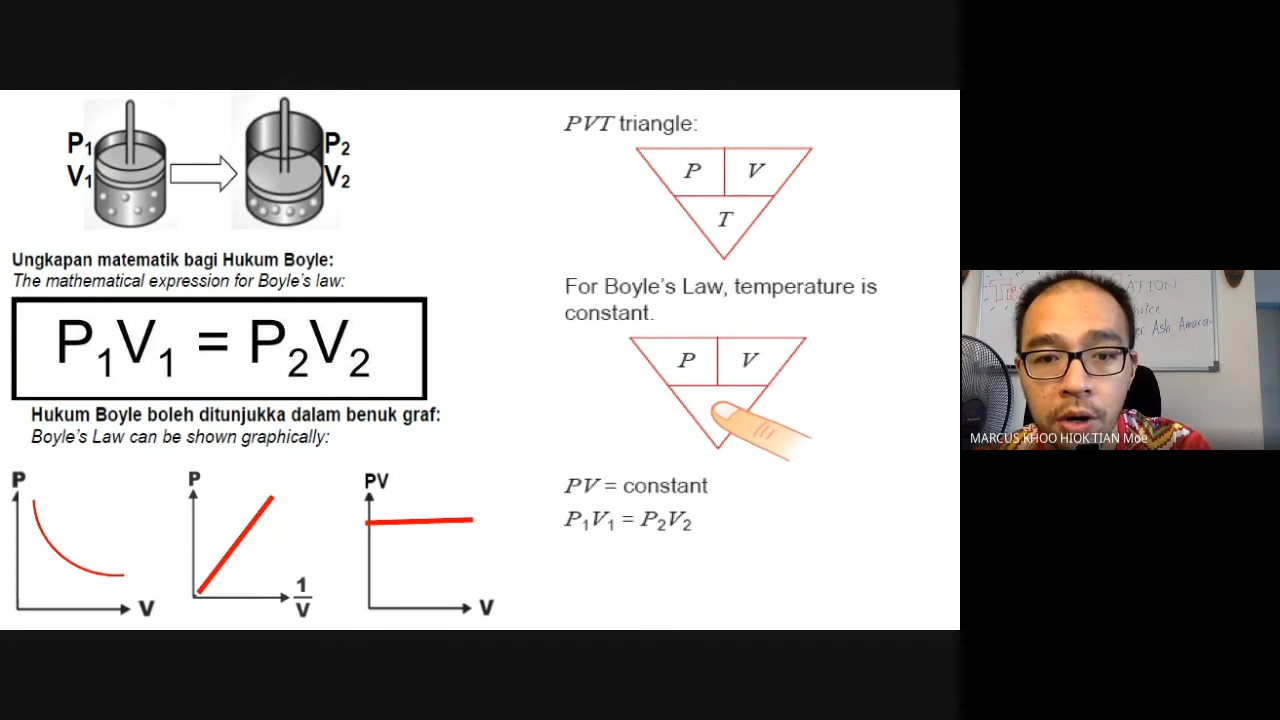 P₁
V₁
P₂
V₂
Ungkapan matematik bagi Hukum Boyle:
The mathematical expression for Boyle's law:
P₁V₁ = P₂V₂
Hukum Boyle boleh ditunjukka dalam benuk graf:
Boyle's Law can be shown graphically:
P
V
P
1
V
PV
V
PVT triangle:
P V
T
For Boyle's Law, temperature is
constant.
P V
PV = constant
P₁V₁ = P₂V₂
MARCUS KHOO HIOK TIAN Moe